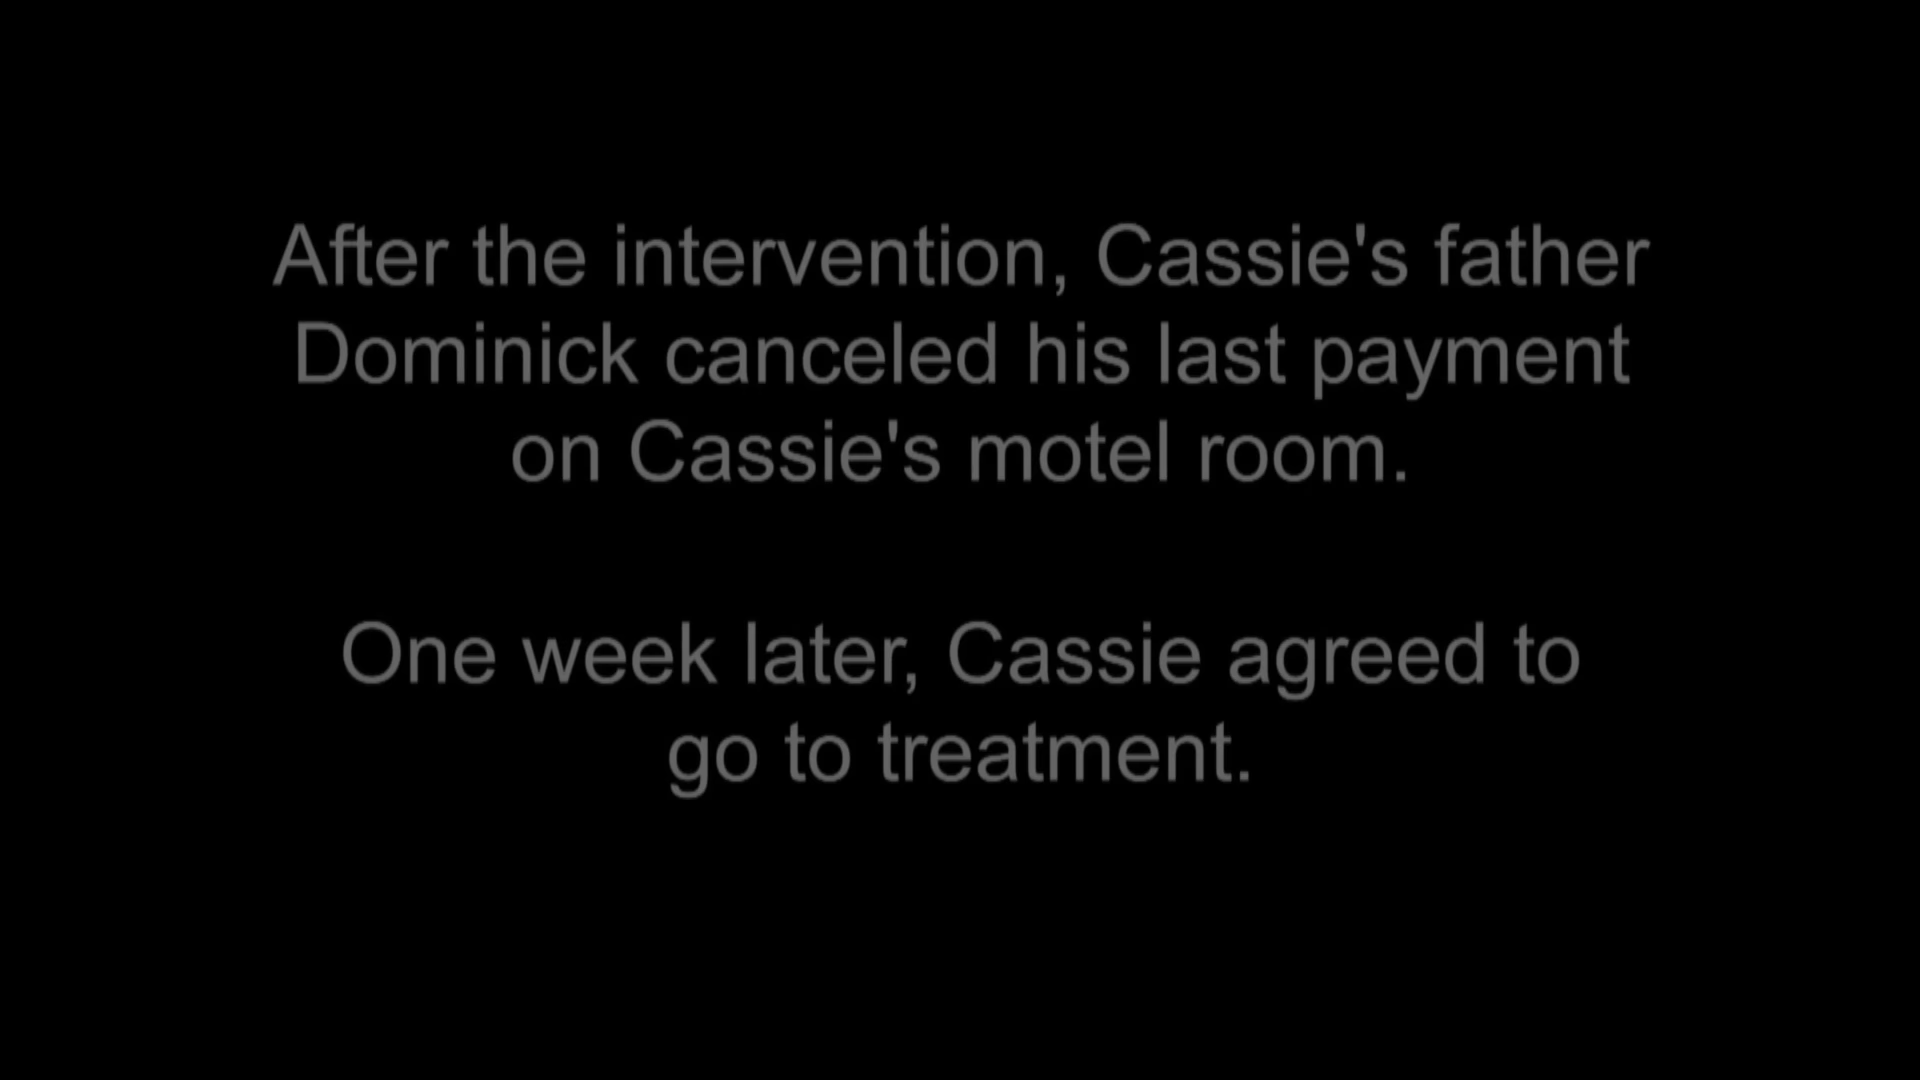 After the intervention, Cassie's father
Dominick canceled his last payment
on Cassie's motel room.
One week later, Cassie agreed to
go to treatment.